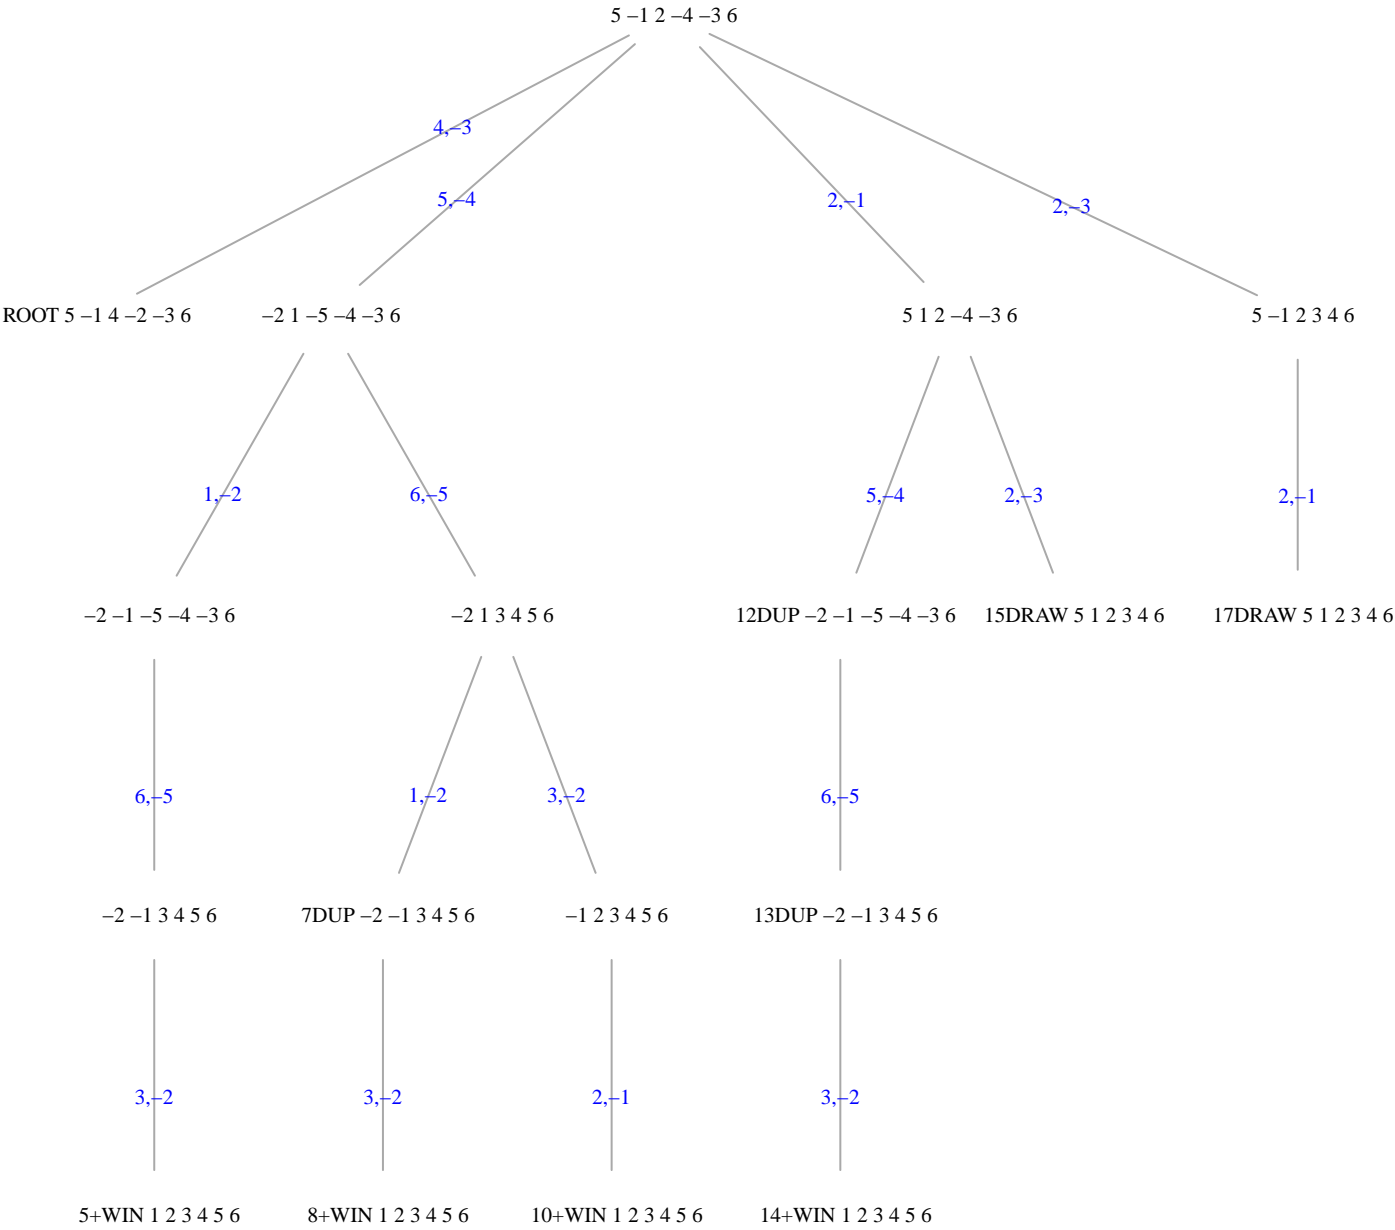 5 –1 2 –4 –3 6
4,–3
5,–4
2,–1
2,–3
ROOT 5 –1 4 –2 –3 6
–2 1 –5 –4 –3 6
5 1 2 –4 –3 6
5 –1 2 3 4 6
1,–2
6,–5
5,–4
2,–3
2,–1
–2 –1 –5 –4 –3 6
–2 1 3 4 5 6
12DUP –2 –1 –5 –4 –3 6
15DRAW 5 1 2 3 4 6
17DRAW 5 1 2 3 4 6
6,–5
1,–2
3,–2
6,–5
–2 –1 3 4 5 6
7DUP –2 –1 3 4 5 6
–1 2 3 4 5 6
13DUP –2 –1 3 4 5 6
3,–2
3,–2
2,–1
3,–2
5+WIN 1 2 3 4 5 6
8+WIN 1 2 3 4 5 6
10+WIN 1 2 3 4 5 6
14+WIN 1 2 3 4 5 6